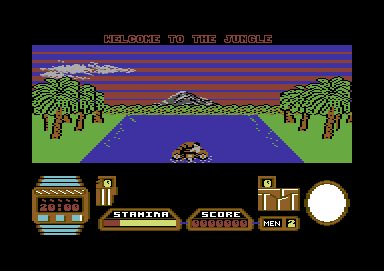 WELCOME TO THE JUNGLE
20:00
STAMINA
SCORE
0000000
MEN 2